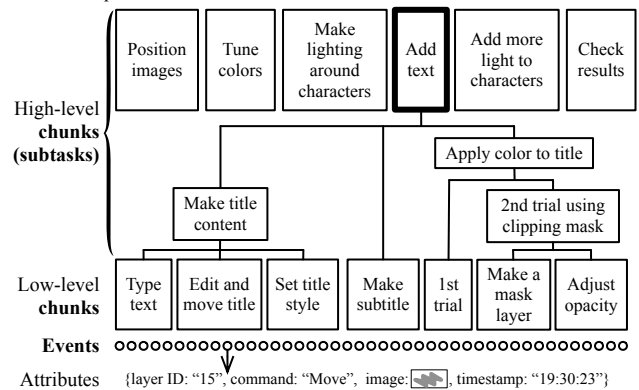 Position
images
Tune
colors
Make
lighting
around
characters
Add
text
Add more
light to
characters
Check
results
High-level
chunks
(subtasks)
Apply color to title
Make title
content
2nd trial using
clipping mask
Low-level
chunks
Type
text
Edit and
move title
Set title
style
Make
subtitle
1st
trial
Make a
mask
layer
Adjust
opacity
Events
Attributes {layer ID: “15”, command: “Move”, image: , timestamp: “19:30:23”}